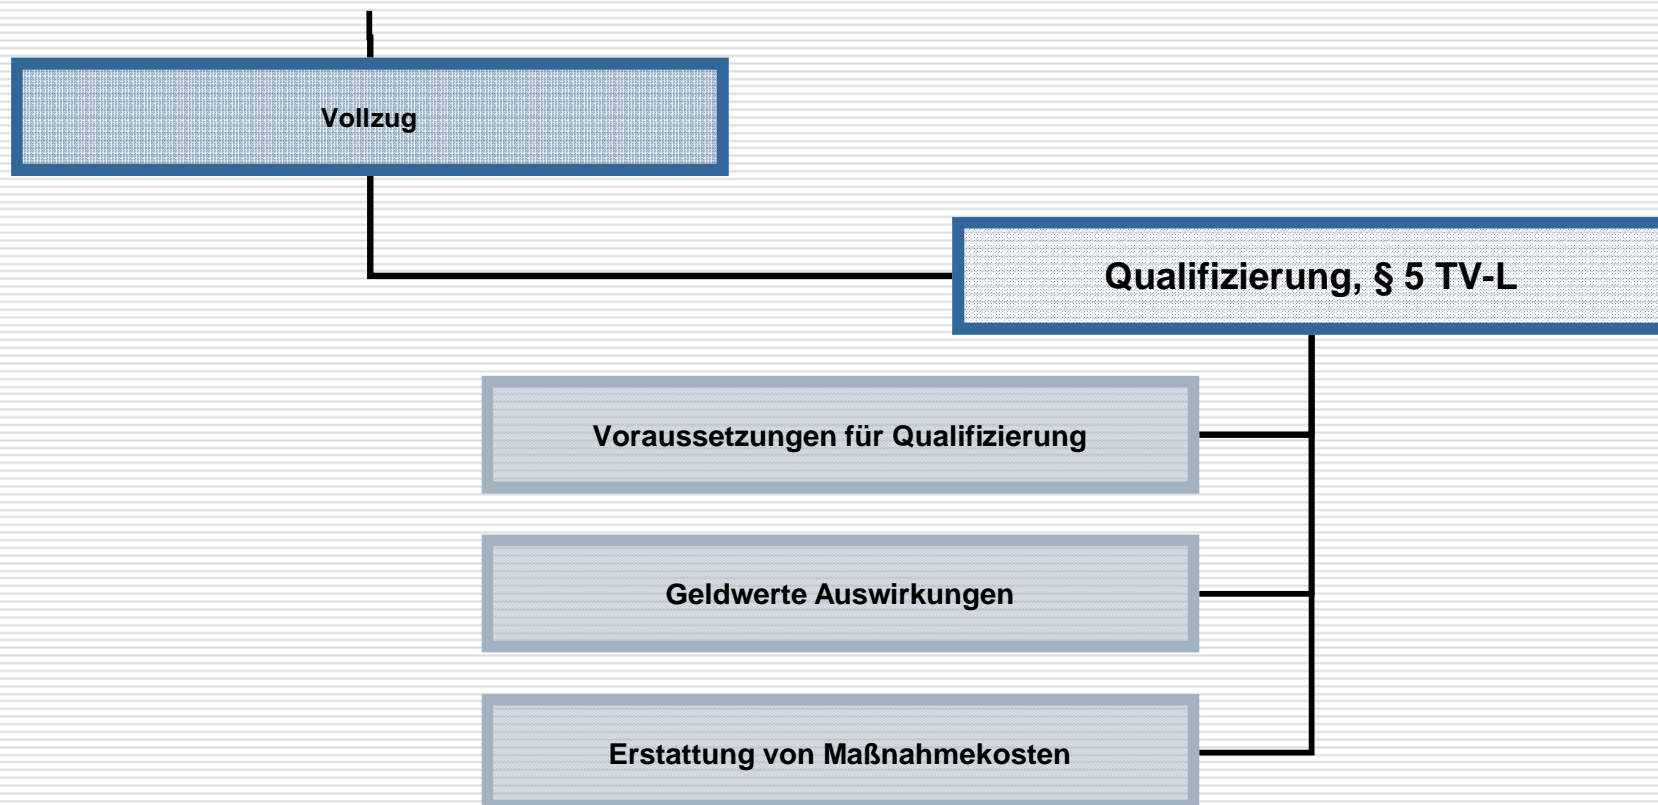 Vollzug
Qualifizierung, § 5 TV-L
Voraussetzungen für Qualifizierung
Geldwerte Auswirkungen
Erstattung von Maßnahmekosten